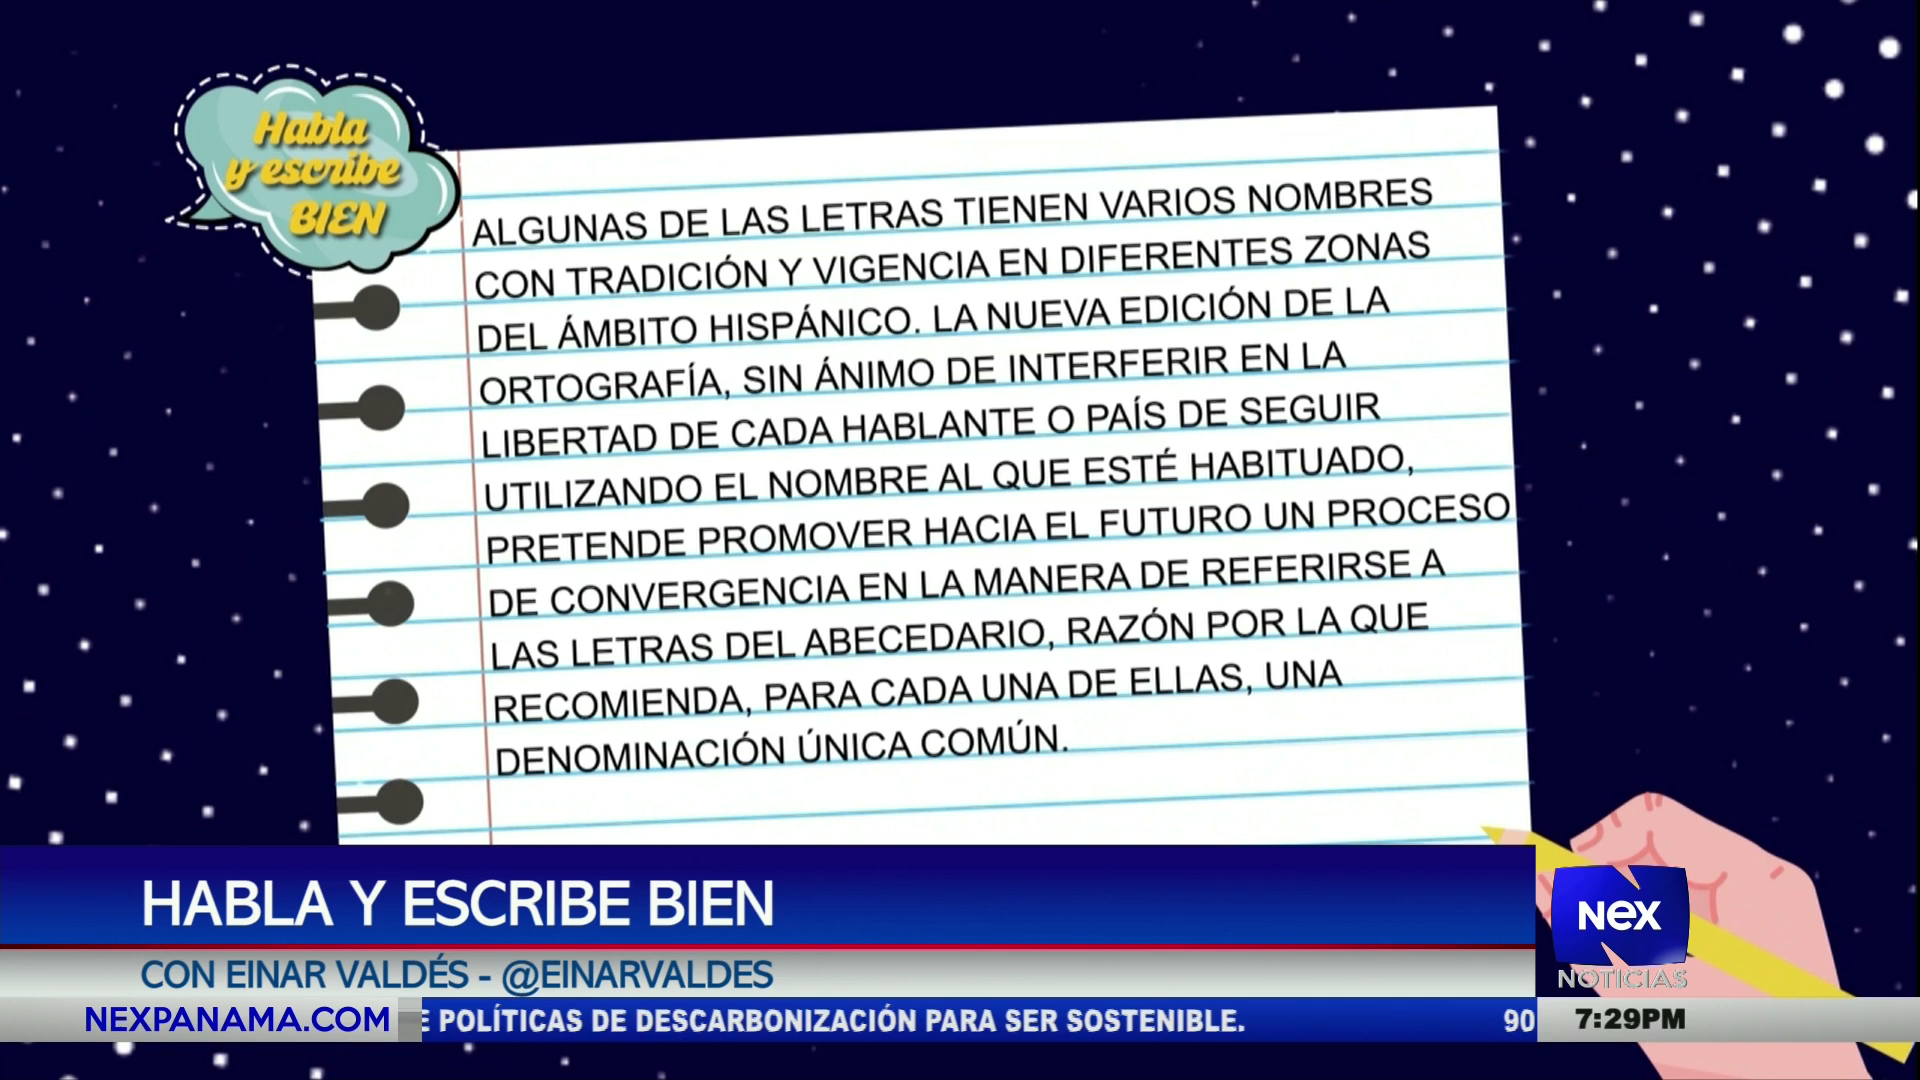 Habla
y escribe
BIEN
ALGUNAS DE LAS LETRAS TIENEN VARIOS NOMBRES
CON TRADICIÓN Y VIGENCIA EN DIFERENTES ZONAS
DEL ÁMBITO HISPÁNICO. LA NUEVA EDICIÓN DE LA
ORTOGRAFÍA, SIN ÁNIMO DE INTERFERIR EN LA
LIBERTAD DE CADA HABLANTE O PAÍS DE SEGUIR
UTILIZANDO EL NOMBRE AL QUE ESTÉ HABITUADO,
PRETENDE PROMOVER HACIA EL FUTURO UN PROCESO
DE CONVERGENCIA EN LA MANERA DE REFERIRSE A
LAS LETRAS DEL ABECEDARIO, RAZÓN POR LA QUE
RECOMIENDA, PARA CADA UNA DE ELLAS, UNA
DENOMINACIÓN ÚNICA COMÚN.
HABLA Y ESCRIBE BIEN
CON EINAR VALDÉS - @EINARVALDES
NEX
NOTICIAS
NEXPANAMA.COM
E POLÍTICAS DE DESCARBONIZACIÓN PARA SER SOSTENIBLE. 90
7:29PM